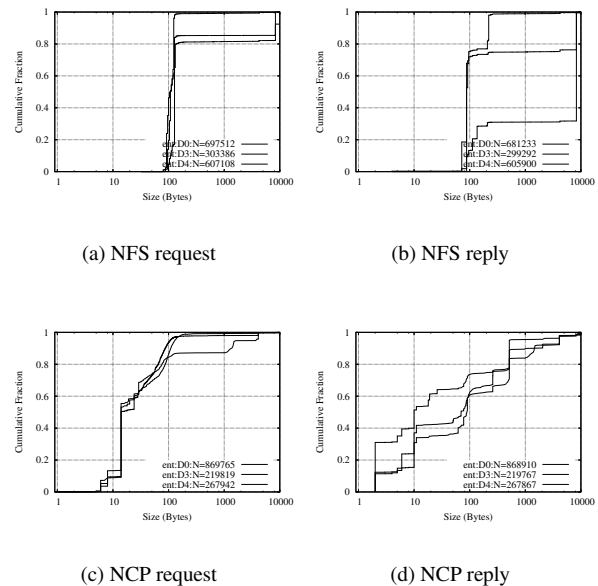 1
0.8
0.6
0.4
0.2
0
Cumulative Fraction
ent:D0:N=697512
ent:D3:N=303386
ent:D4:N=607108
1 10 100 1000 10000
Size (Bytes)
(a) NFS request
1
0.8
0.6
0.4
0.2
0
Cumulative Fraction
ent:D0:N=681233
ent:D3:N=299292
ent:D4:N=605900
1 10 100 1000 10000
Size (Bytes)
(b) NFS reply
1
0.8
0.6
0.4
0.2
0
Cumulative Fraction
ent:D0:N=869765
ent:D3:N=219819
ent:D4:N=267942
1 10 100 1000 10000
Size (Bytes)
(c) NCP request
1
0.8
0.6
0.4
0.2
0
Cumulative Fraction
ent:D0:N=868910
ent:D3:N=219767
ent:D4:N=267867
1 10 100 1000 10000
Size (Bytes)
(d) NCP reply